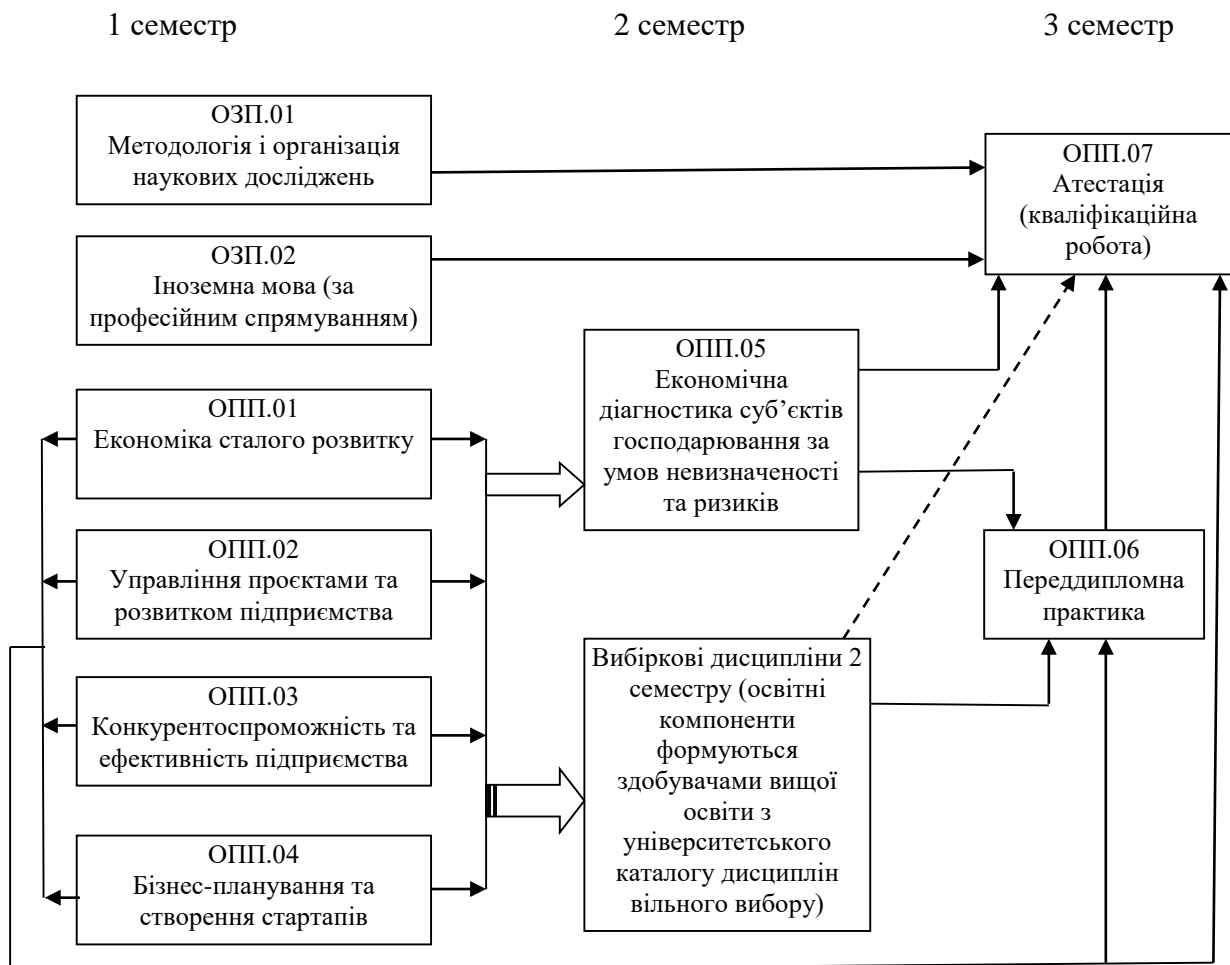 1 семестр
2 семестр
3 семестр
ОЗП.01
Методологія і організація
наукових досліджень
ОЗП.02
Іноземна мова (за
професійним спрямуванням)
ОПП.01
Економіка сталого розвитку
ОПП.02
Управління проєктами та
розвитком підприємства
ОПП.03
Конкурентоспроможність та
ефективність підприємства
ОПП.04
Бізнес-планування та
створення стартапів
ОПП.05
Економічна
діагностика суб’єктів
господарювання за
умов невизначеності
та ризиків
Вибіркові дисципліни 2
семестру (освітні
компоненти
формуються
здобувачами вищої
освіти з
університетського
каталогу дисциплін
вільного вибору)
ОПП.07
Атестація
(кваліфікаційна
робота)
ОПП.06
Переддипломна
практика